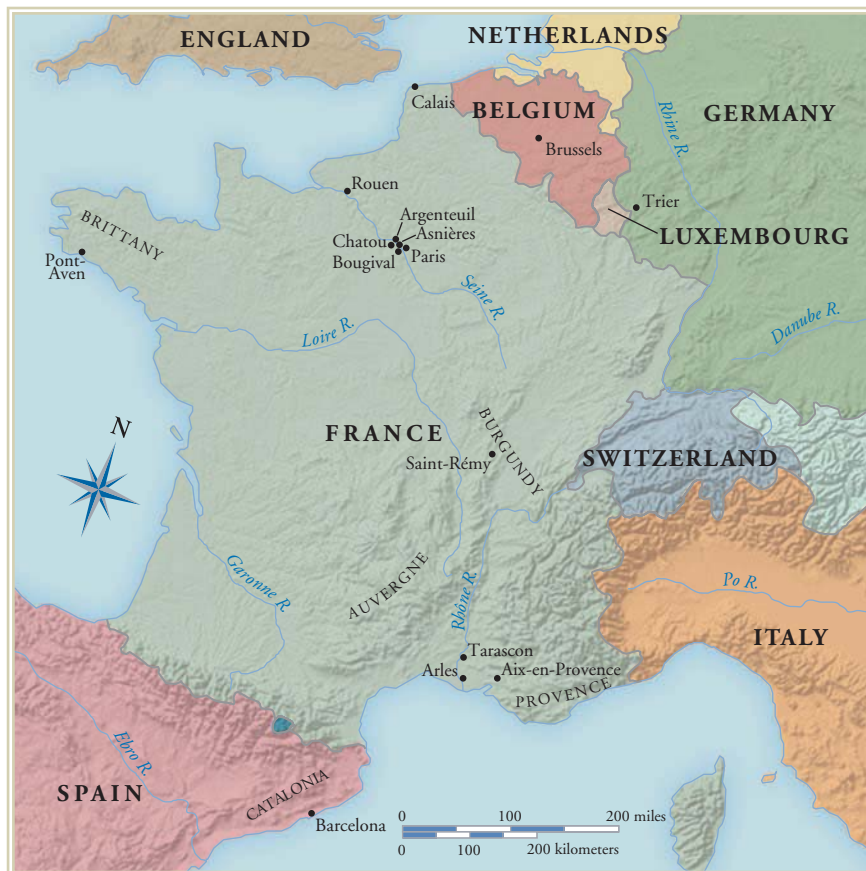 ENGLAND
NETHERLANDS
Calais
BELGIUM
Brussels
Rhine R.
GERMANY
Rouen
Trier
BRITTANY
Argenteuil
Asnières
Chatou
Paris
Bougival
LUXEMBOURG
Pont-
Aven
Seine R.
Loire R.
Danube R.
N
FRANCE
BURGUNDY
Saint-Rémy
SWITZERLAND
Garonne R.
AUVERGNE
Rhône R.
Po R.
ITALY
Tarascon
Arles
Aix-en-Provence
PROVENCE
Ebro R.
SPAIN
CATALONIA
Barcelona
0 100 200 miles
0 100 200 kilometers